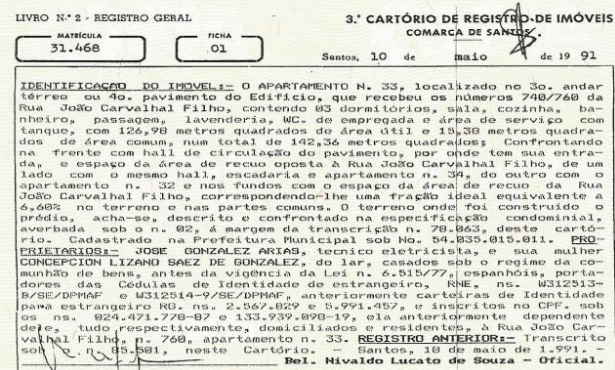 LIVRO N.º 2 - REGISTRO GERAL
3.º CARTÓRIO DE REGISTRO DE IMÓVEIS
COMARCA DE SANTOS.
MATRÍCULA
31.468
FICHA
01
Santos, 10 de maio de 19 91
IDENTIFICAÇÃO DO IMOVEL:- O APARTAMENTO N. 33, localizado no 3o. andar
térreo ou 4o. pavimento do Edifício, que recebeu os números 740/760 da
Rua João Carvalhal Filho, contendo 03 dormitórios, sala, cozinha, ba-
nheiro, passagem, lavenderia, WC. de empregada e área de serviço com
tanque, com 126,98 metros quadrados de área útil e 15,38 metros quadra-
dos de área comum, num total de 142,36 metros quadrados; Confrontando
na frente com hall de circulação do pavimento, por onde tem sua entra-
da, e espaço da área de recuo oposta à Rua João Carvalhal Filho, de um
lado com o mesmo hall, escadaria e apartamento n. 34, do outro com o
apartamento n. 32 e nos fundos com o espaço da área de recuo da Rua
João Carvalhal Filho, correspondendo-lhe uma fração ideal equivalente a
6,60% no terreno e nas partes comuns. O terreno onde foi construido o
prédio, acha-se, descrito e confrontado na especificação condominial,
averbada sob o n. 02, á margem da transcrição n. 78.063, deste cartó-
rio. Cadastrado na Prefeitura Municipal sob No. 54.035.015.011. PRO-
PRIETARIOS:- JOSE GONZALEZ ARIAS, tecnico eletricista, e sua mulher
CONCEPCION LIZANO SAEZ DE GONZALEZ, do lar, casados sob o regime da co-
munhão de bens, antes da vigência da Lei n. 6.515/77, espanhóis, porta-
dores das Cédulas de Identidade de estrangeiro, RNE, ns. W312513-
B/SE/DPMAF e W312514-9/SE/DPMAF, anteriormente carteiras de Identidade
para estrangeiro RG. ns. 2.567.029 e 5.991.457, e inscritos no CPF. sob
os ns. 024.471.778-87 e 133.939.098-19, ela anteriormente dependente
dele, tudo respectivamente, domiciliados e residentes, à Rua João Car-
valhal Filho, n. 760, apartamento n. 33. REGISTRO ANTERIOR:- Transcrito
sob n. 85.501, neste Cartório. - Santos, 10 de maio de 1.991. -
Bel. Nivaldo Lucato de Souza - Oficial.